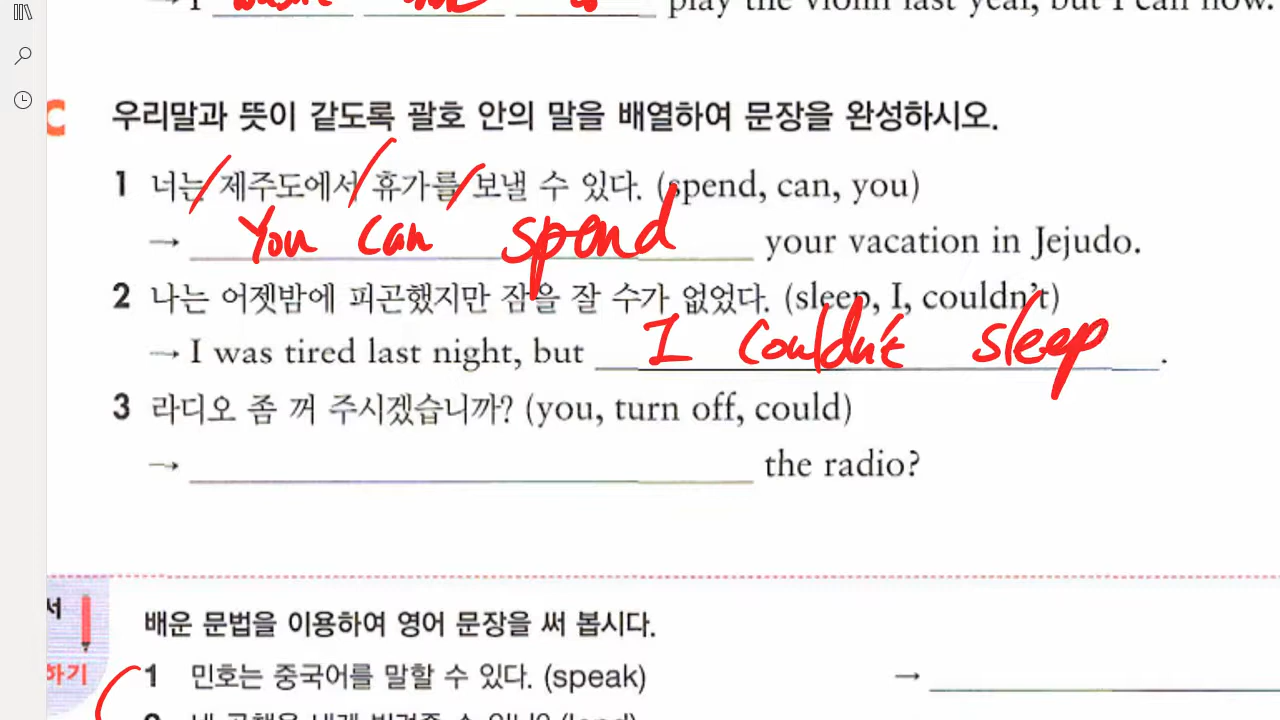 → I play the violin last year, but I can now.
C 우리말과 뜻이 같도록 괄호 안의 말을 배열하여 문장을 완성하시오.
1 너는 제주도에서 휴가를 보낼 수 있다. (spend, can, you)
→ You can spend your vacation in Jejudo.
2 나는 어젯밤에 피곤했지만 잠을 잘 수가 없었다. (sleep, I, couldn't)
→ I was tired last night, but I couldn't sleep.
3 라디오 좀 꺼 주시겠습니까? (you, turn off, could)
→ the radio?
배운 문법을 이용하여 영어 문장을 써 봅시다.
하기
1 민호는 중국어를 말할 수 있다. (speak) →